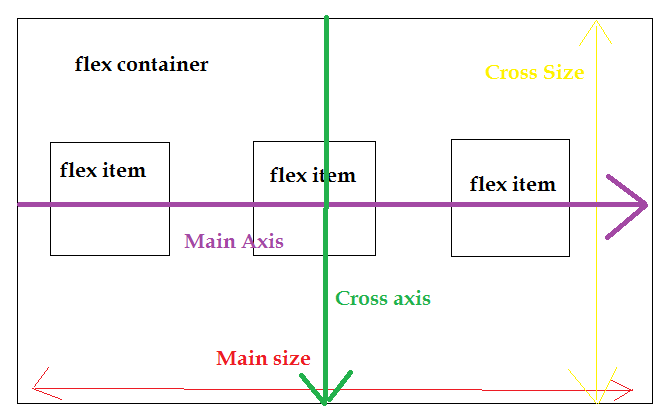 flex container
Cross Size
flex item
flex item
flex item
Main Axis
Cross axis
Main size